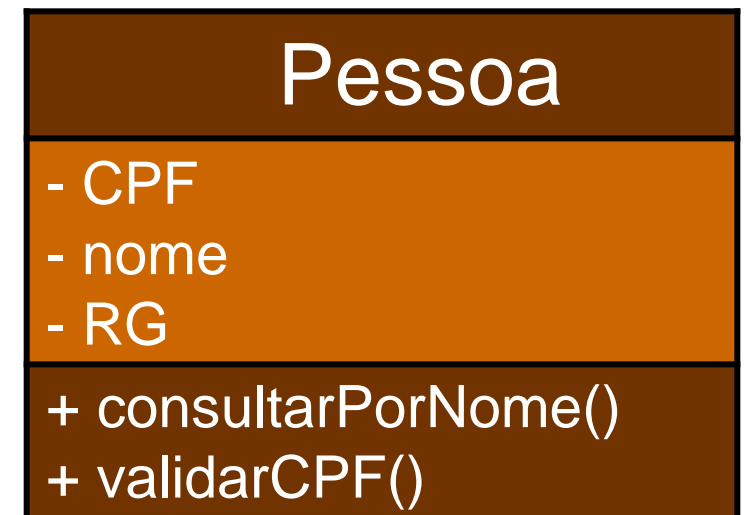 Pessoa
- CPF
- nome
- RG
+ consultarPorNome()
+ validarCPF()